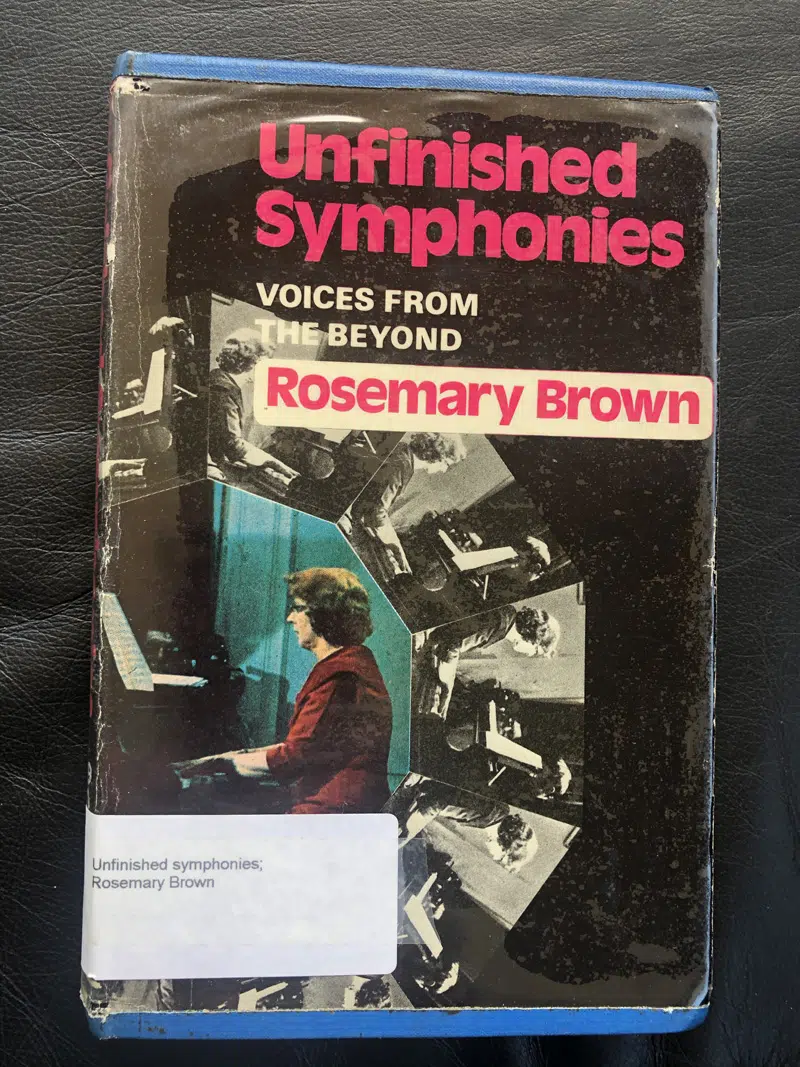 Unfinished
Symphonies
VOICES FROM
THE BEYOND
Rosemary Brown
Unfinished symphonies;
Rosemary Brown